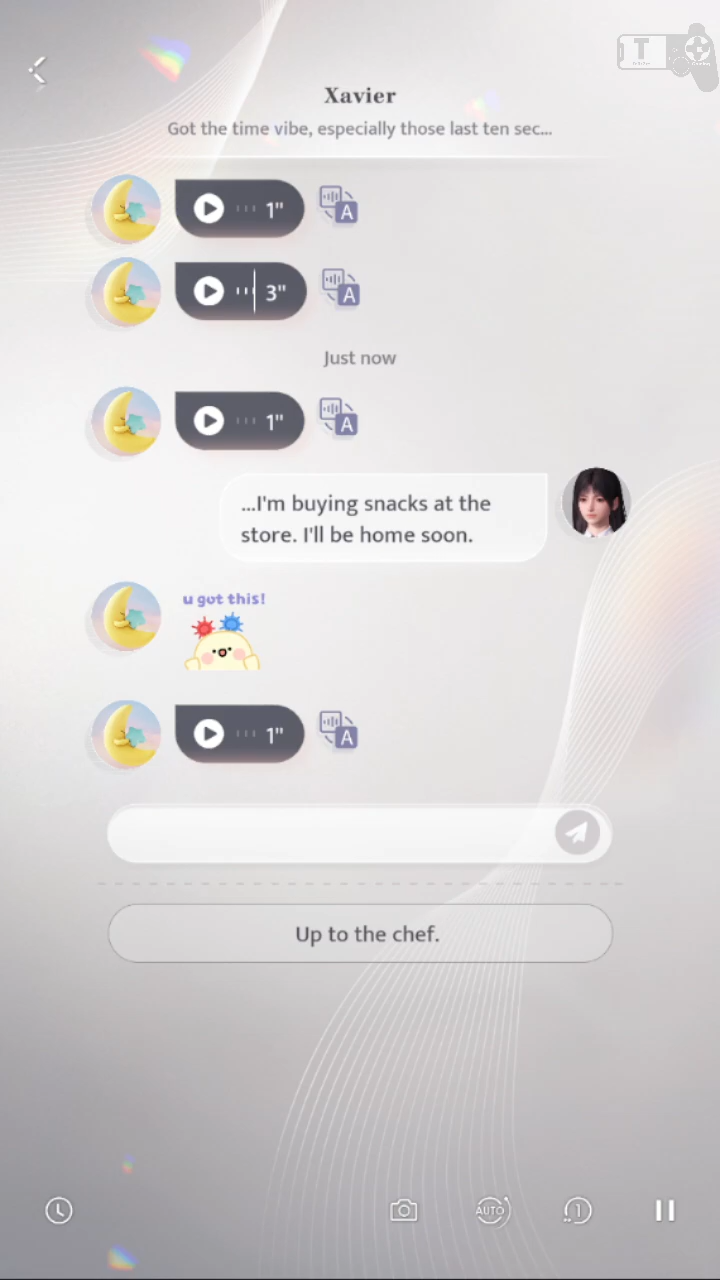 Xavier
Got the time vibe, especially those last ten sec...
1"
A
3"
A
Just now
1"
A
...I'm buying snacks at the
store. I'll be home soon.
u got this!
1"
A
Up to the chef.
AUTO
1
T